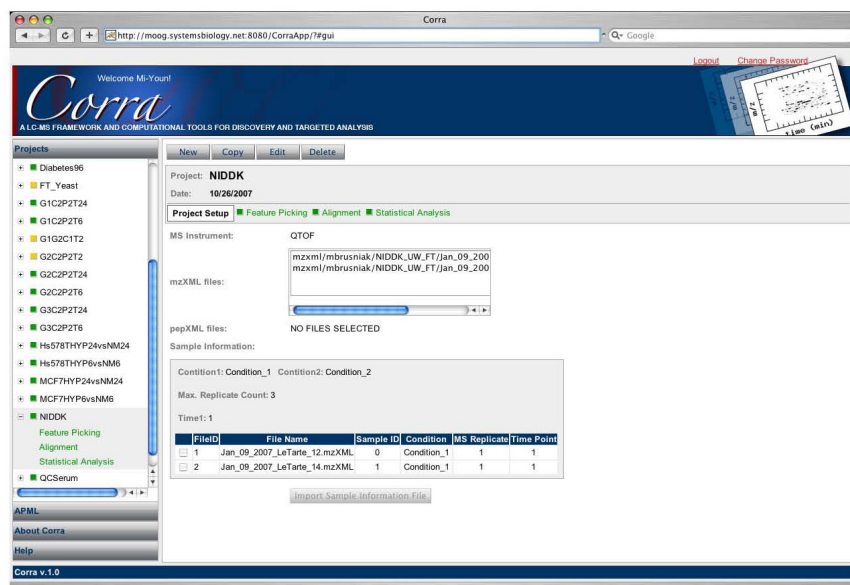 Corra
http://moog.systemsbiology.net:8080/CorraApp/?#gui
Google
Logout Change Password
Welcome Mi-Youn!
Corra
A LC-MS FRAMEWORK AND COMPUTATIONAL TOOLS FOR DISCOVERY AND TARGETED ANALYSIS
m/z
m/z
m/z
time (min)
Projects
Diabetes96
FT_Yeast
G1C2P2T24
G1C2P2T6
G1G2C1T2
G2C2P2T2
G2C2P2T24
G2C2P2T6
G3C2P2T24
G3C2P2T6
Hs578THYP24vsNM24
Hs578THYP6vsNM6
MCF7HYP24vsNM24
MCF7HYP6vsNM6
NIDDK
Feature Picking
Alignment
Statistical Analysis
QCSerum
APML
About Corra
Help
New Copy Edit Delete
Project: NIDDK
Date: 10/26/2007
Project Setup Feature Picking Alignment Statistical Analysis
MS Instrument: QTOF
mzXML files:
mzxml/mbrusniak/NIDDK_UW_FT/Jan_09_200
mzxml/mbrusniak/NIDDK_UW_FT/Jan_09_200
pepXML files: NO FILES SELECTED
Sample Information:
Contition1: Condition_1 Contition2: Condition_2
Max. Replicate Count: 3
Time1: 1
FileID File Name Sample ID Condition MS Replicate Time Point
1 Jan_09_2007_LeTarte_12.mzXML 0 Condition_1 1 1
2 Jan_09_2007_LeTarte_14.mzXML 1 Condition_1 1 1
Import Sample Information File
Corra v.1.0